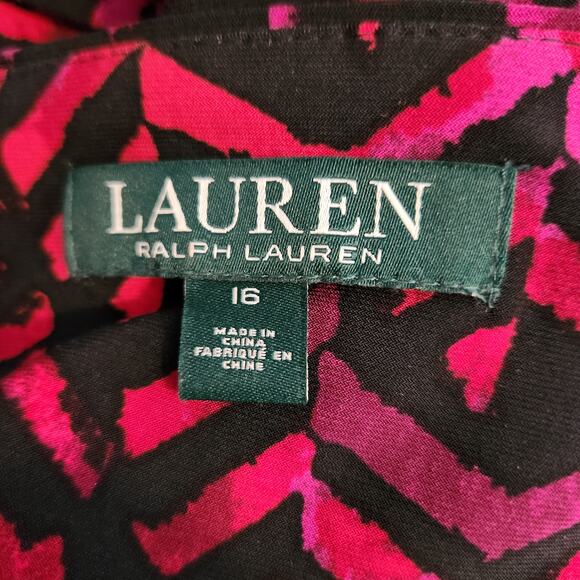 LAUREN
RALPH LAUREN
16
MADE IN
CHINA
FABRIQUÉ EN
CHINE